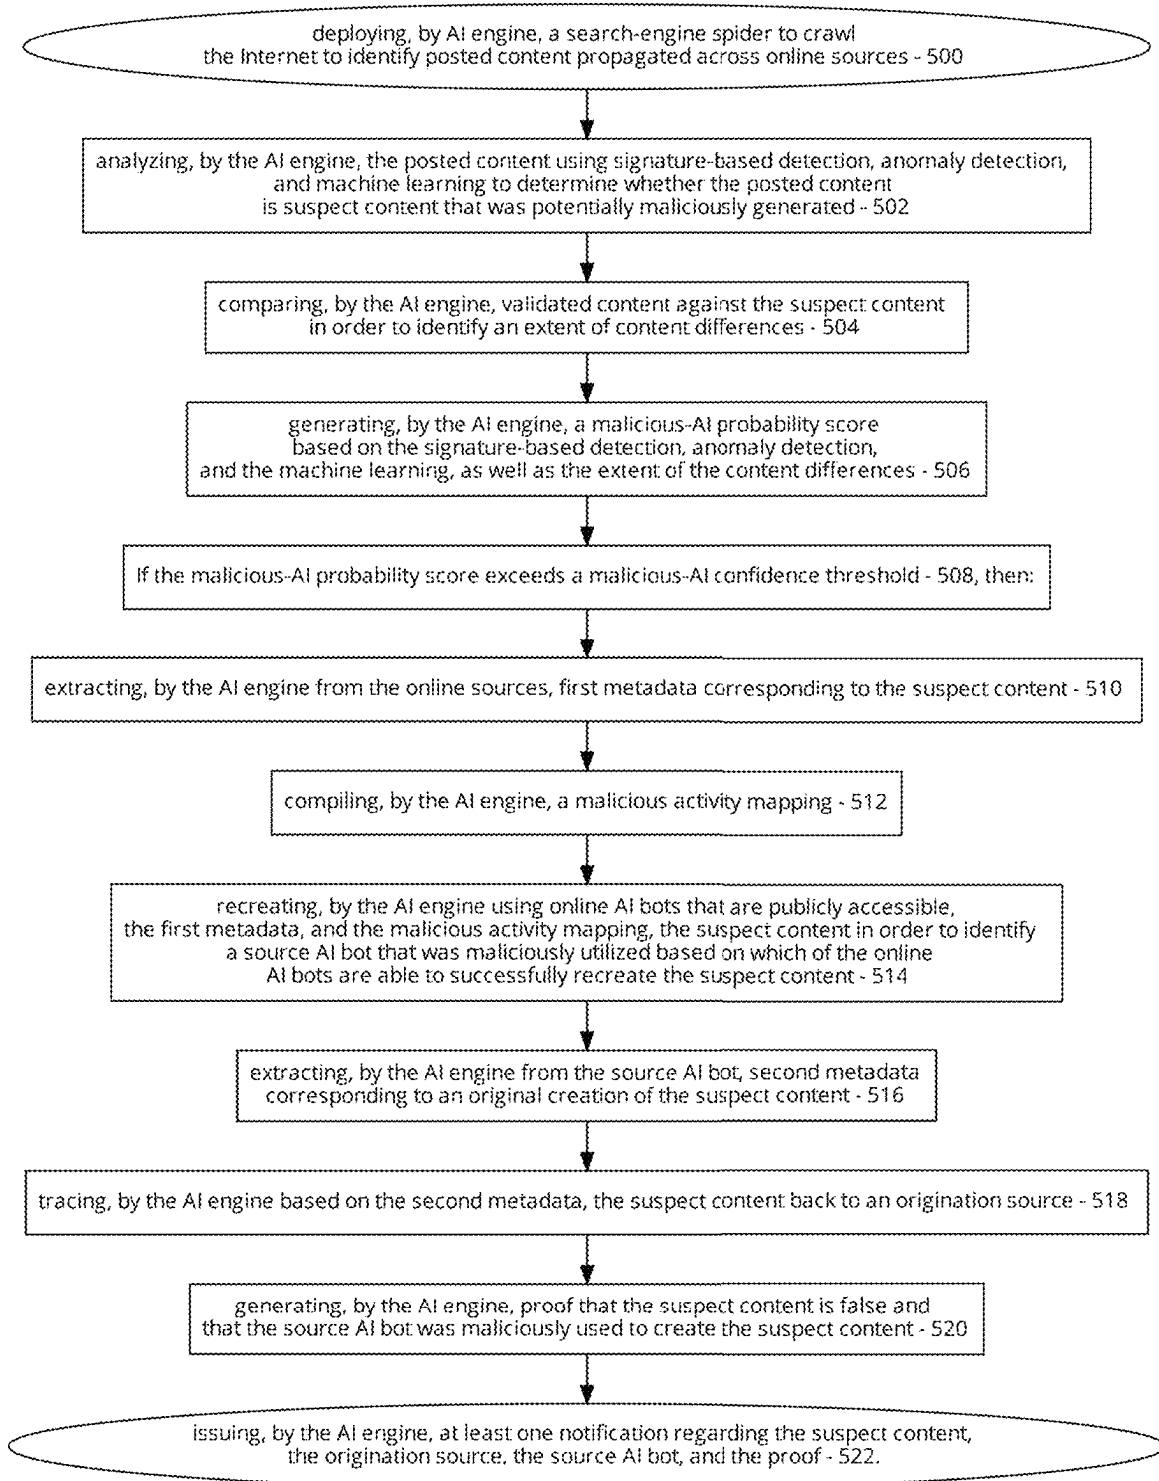 deploying, by AI engine, a search-engine spider to crawl
the Internet to identify posted content propagated across online sources - 500
analyzing, by the AI engine, the posted content using signature-based detection, anomaly detection,
and machine learning to determine whether the posted content
is suspect content that was potentially maliciously generated - 502
comparing, by the AI engine, validated content against the suspect content
in order to identify an extent of content differences - 504
generating, by the AI engine, a malicious-AI probability score
based on the signature-based detection, anomaly detection,
and the machine learning, as well as the extent of the content differences - 506
If the malicious-AI probability score exceeds a malicious-AI confidence threshold - 508, then:
extracting, by the AI engine from the online sources, first metadata corresponding to the suspect content - 510
compiling, by the AI engine, a malicious activity mapping - 512
recreating, by the AI engine using online AI bots that are publicly accessible,
the first metadata, and the malicious activity mapping, the suspect content in order to identify
a source AI bot that was maliciously utilized based on which of the online
AI bots are able to successfully recreate the suspect content - 514
extracting, by the AI engine from the source AI bot, second metadata
corresponding to an original creation of the suspect content - 516
tracing, by the AI engine based on the second metadata, the suspect content back to an origination source - 518
generating, by the AI engine, proof that the suspect content is false and
that the source AI bot was maliciously used to create the suspect content - 520
issuing, by the AI engine, at least one notification regarding the suspect content,
the origination source, the source AI bot, and the proof - 522.